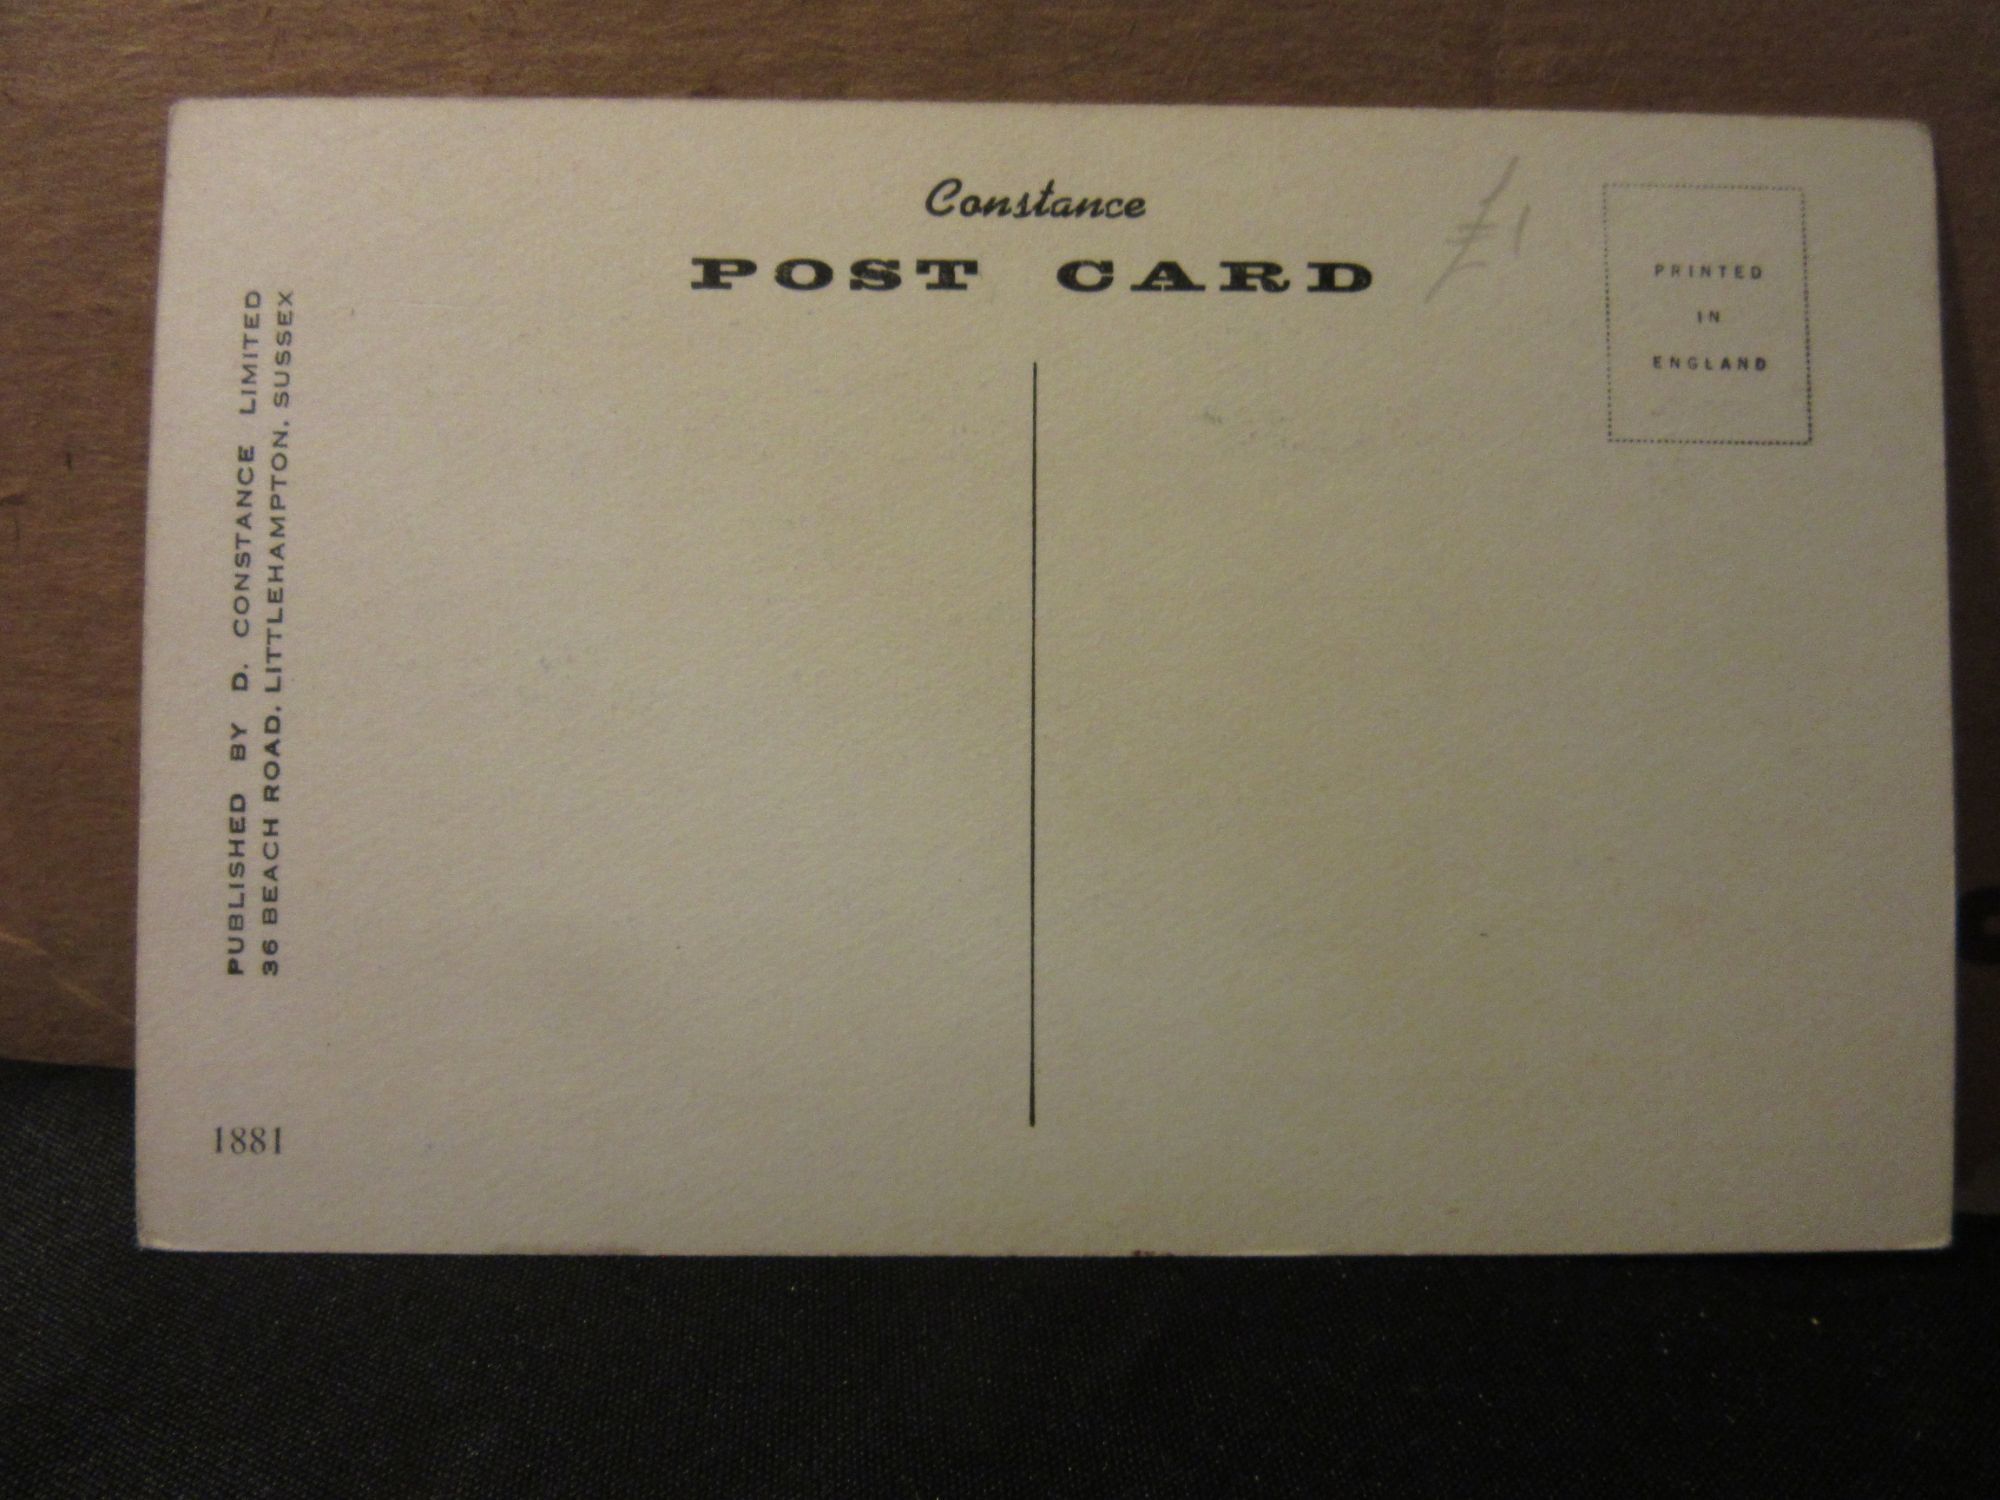 Constance
POST CARD
£1
PRINTED
IN
ENGLAND
PUBLISHED BY D. CONSTANCE LIMITED
36 BEACH ROAD, LITTLEHAMPTON, SUSSEX
1881